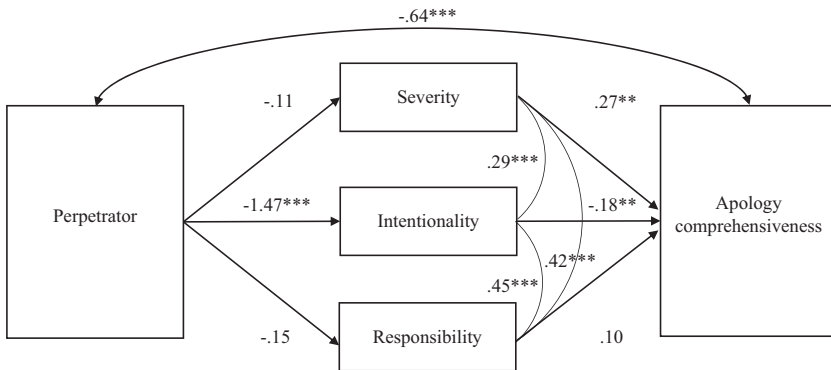 -.64***
-.11
Severity
.27**
.29***
Perpetrator
-1.47***
Intentionality
-.18**
Apology
comprehensiveness
.42***
.45***
-.15
Responsibility
.10